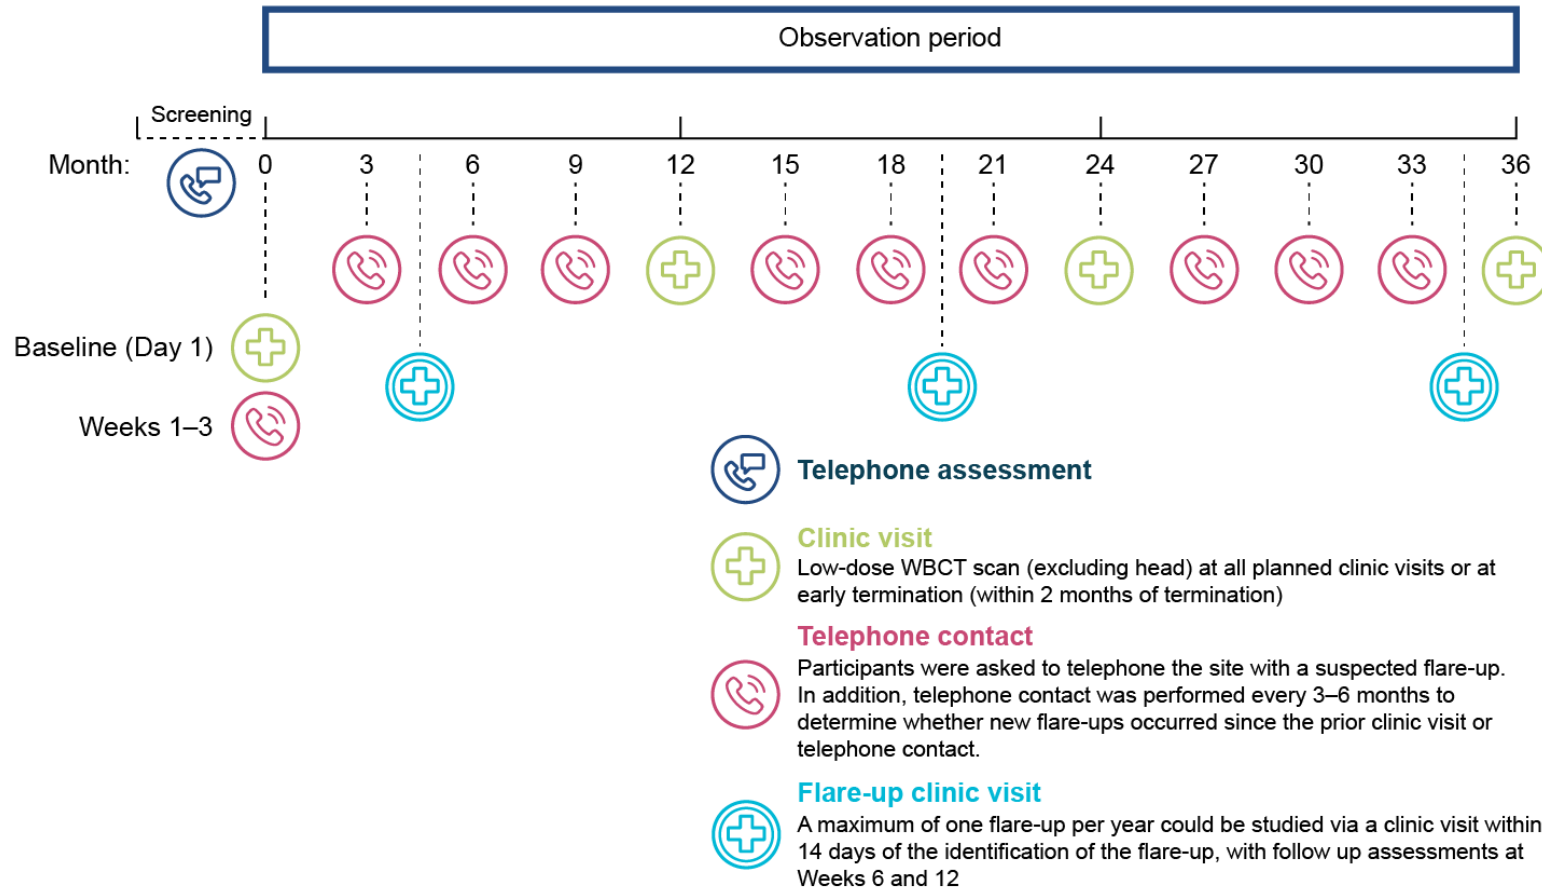 Observation period
Screening
Month: 0 3 6 9 12 15 18 21 24 27 30 33 36
Baseline (Day 1)
Weeks 1–3
Telephone assessment
Clinic visit
Low-dose WBCT scan (excluding head) at all planned clinic visits or at
early termination (within 2 months of termination)
Telephone contact
Participants were asked to telephone the site with a suspected flare-up.
In addition, telephone contact was performed every 3–6 months to
determine whether new flare-ups occurred since the prior clinic visit or
telephone contact.
Flare-up clinic visit
A maximum of one flare-up per year could be studied via a clinic visit within
14 days of the identification of the flare-up, with follow up assessments at
Weeks 6 and 12